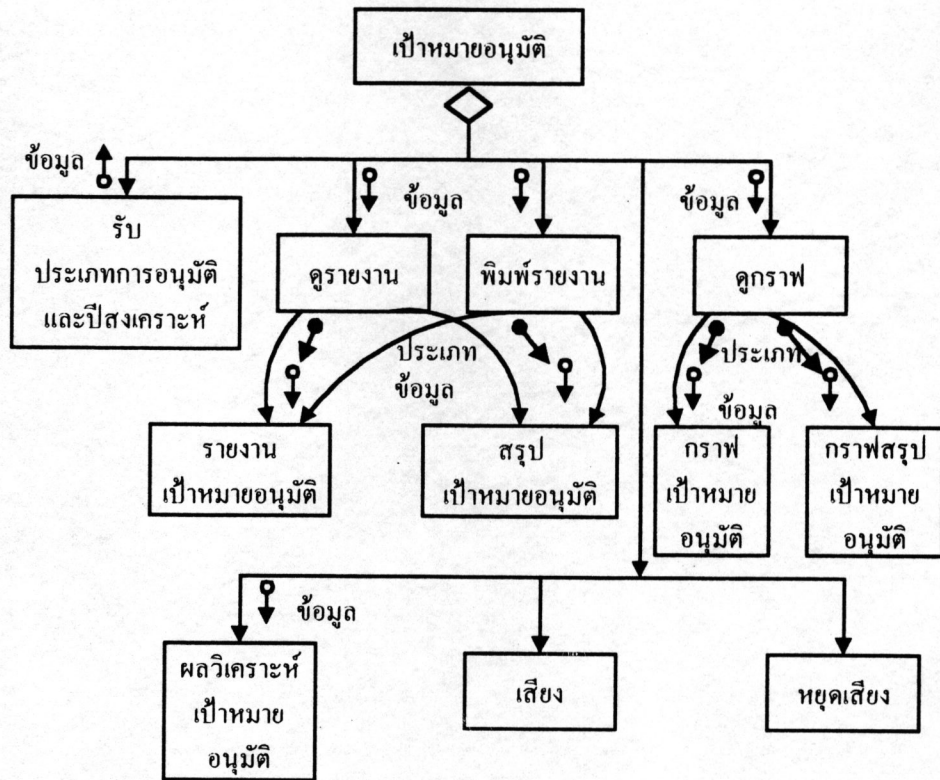 เป้าหมายอนุมัติ
ข้อมูล
ข้อมูล
ข้อมูล
รับ
ประเภทการอนุมัติ
และปีสงเคราะห์
ดูรายงาน
พิมพ์รายงาน
ดูกราฟ
ประเภท
ข้อมูล
ประเภท
ข้อมูล
รายงาน
เป้าหมายอนุมัติ
สรุป
เป้าหมายอนุมัติ
กราฟ
เป้าหมาย
อนุมัติ
กราฟสรุป
เป้าหมาย
อนุมัติ
ข้อมูล
ผลวิเคราะห์
เป้าหมาย
อนุมัติ
เสียง
หยุดเสียง